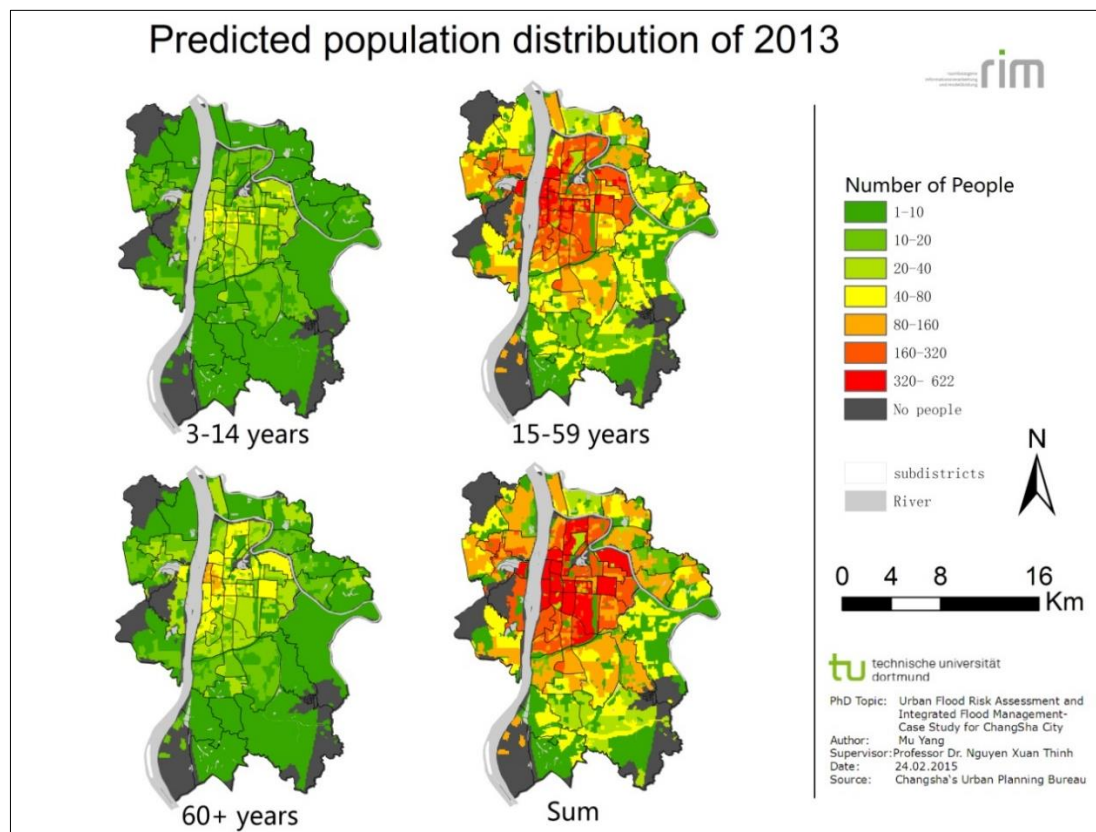 Predicted population distribution of 2013
rim
3-14 years
15-59 years
60+ years
Sum
Number of People
1-10
10-20
20-40
40-80
80-160
160-320
320- 622
No people
subdistricts
River
N
0 4 8 16
Km
tu technische universität
dortmund
PhD Topic: Urban Flood Risk Assessment and
Integrated Flood Management-
Case Study for ChangSha City
Author: Mu Yang
Supervisor:Professor Dr. Nguyen Xuan Thinh
Date: 24.02.2015
Source: Changsha's Urban Planning Bureau